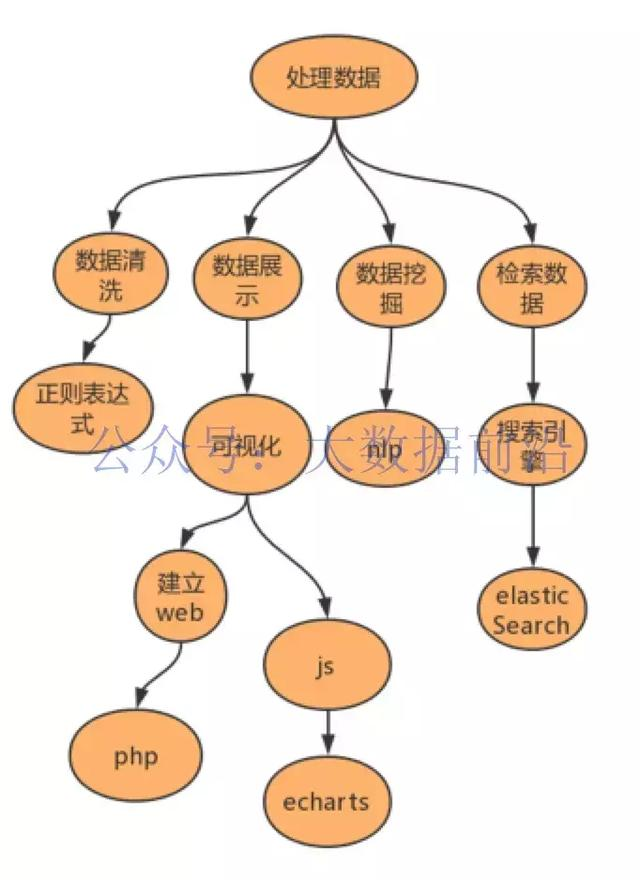 处理数据
数据清
洗
数据展
示
数据挖
掘
检索数
据
正则表达
式
可视化
nlp
搜索引
擎
公众号：大数据前沿
建立
web
elastic
Search
js
php
echarts